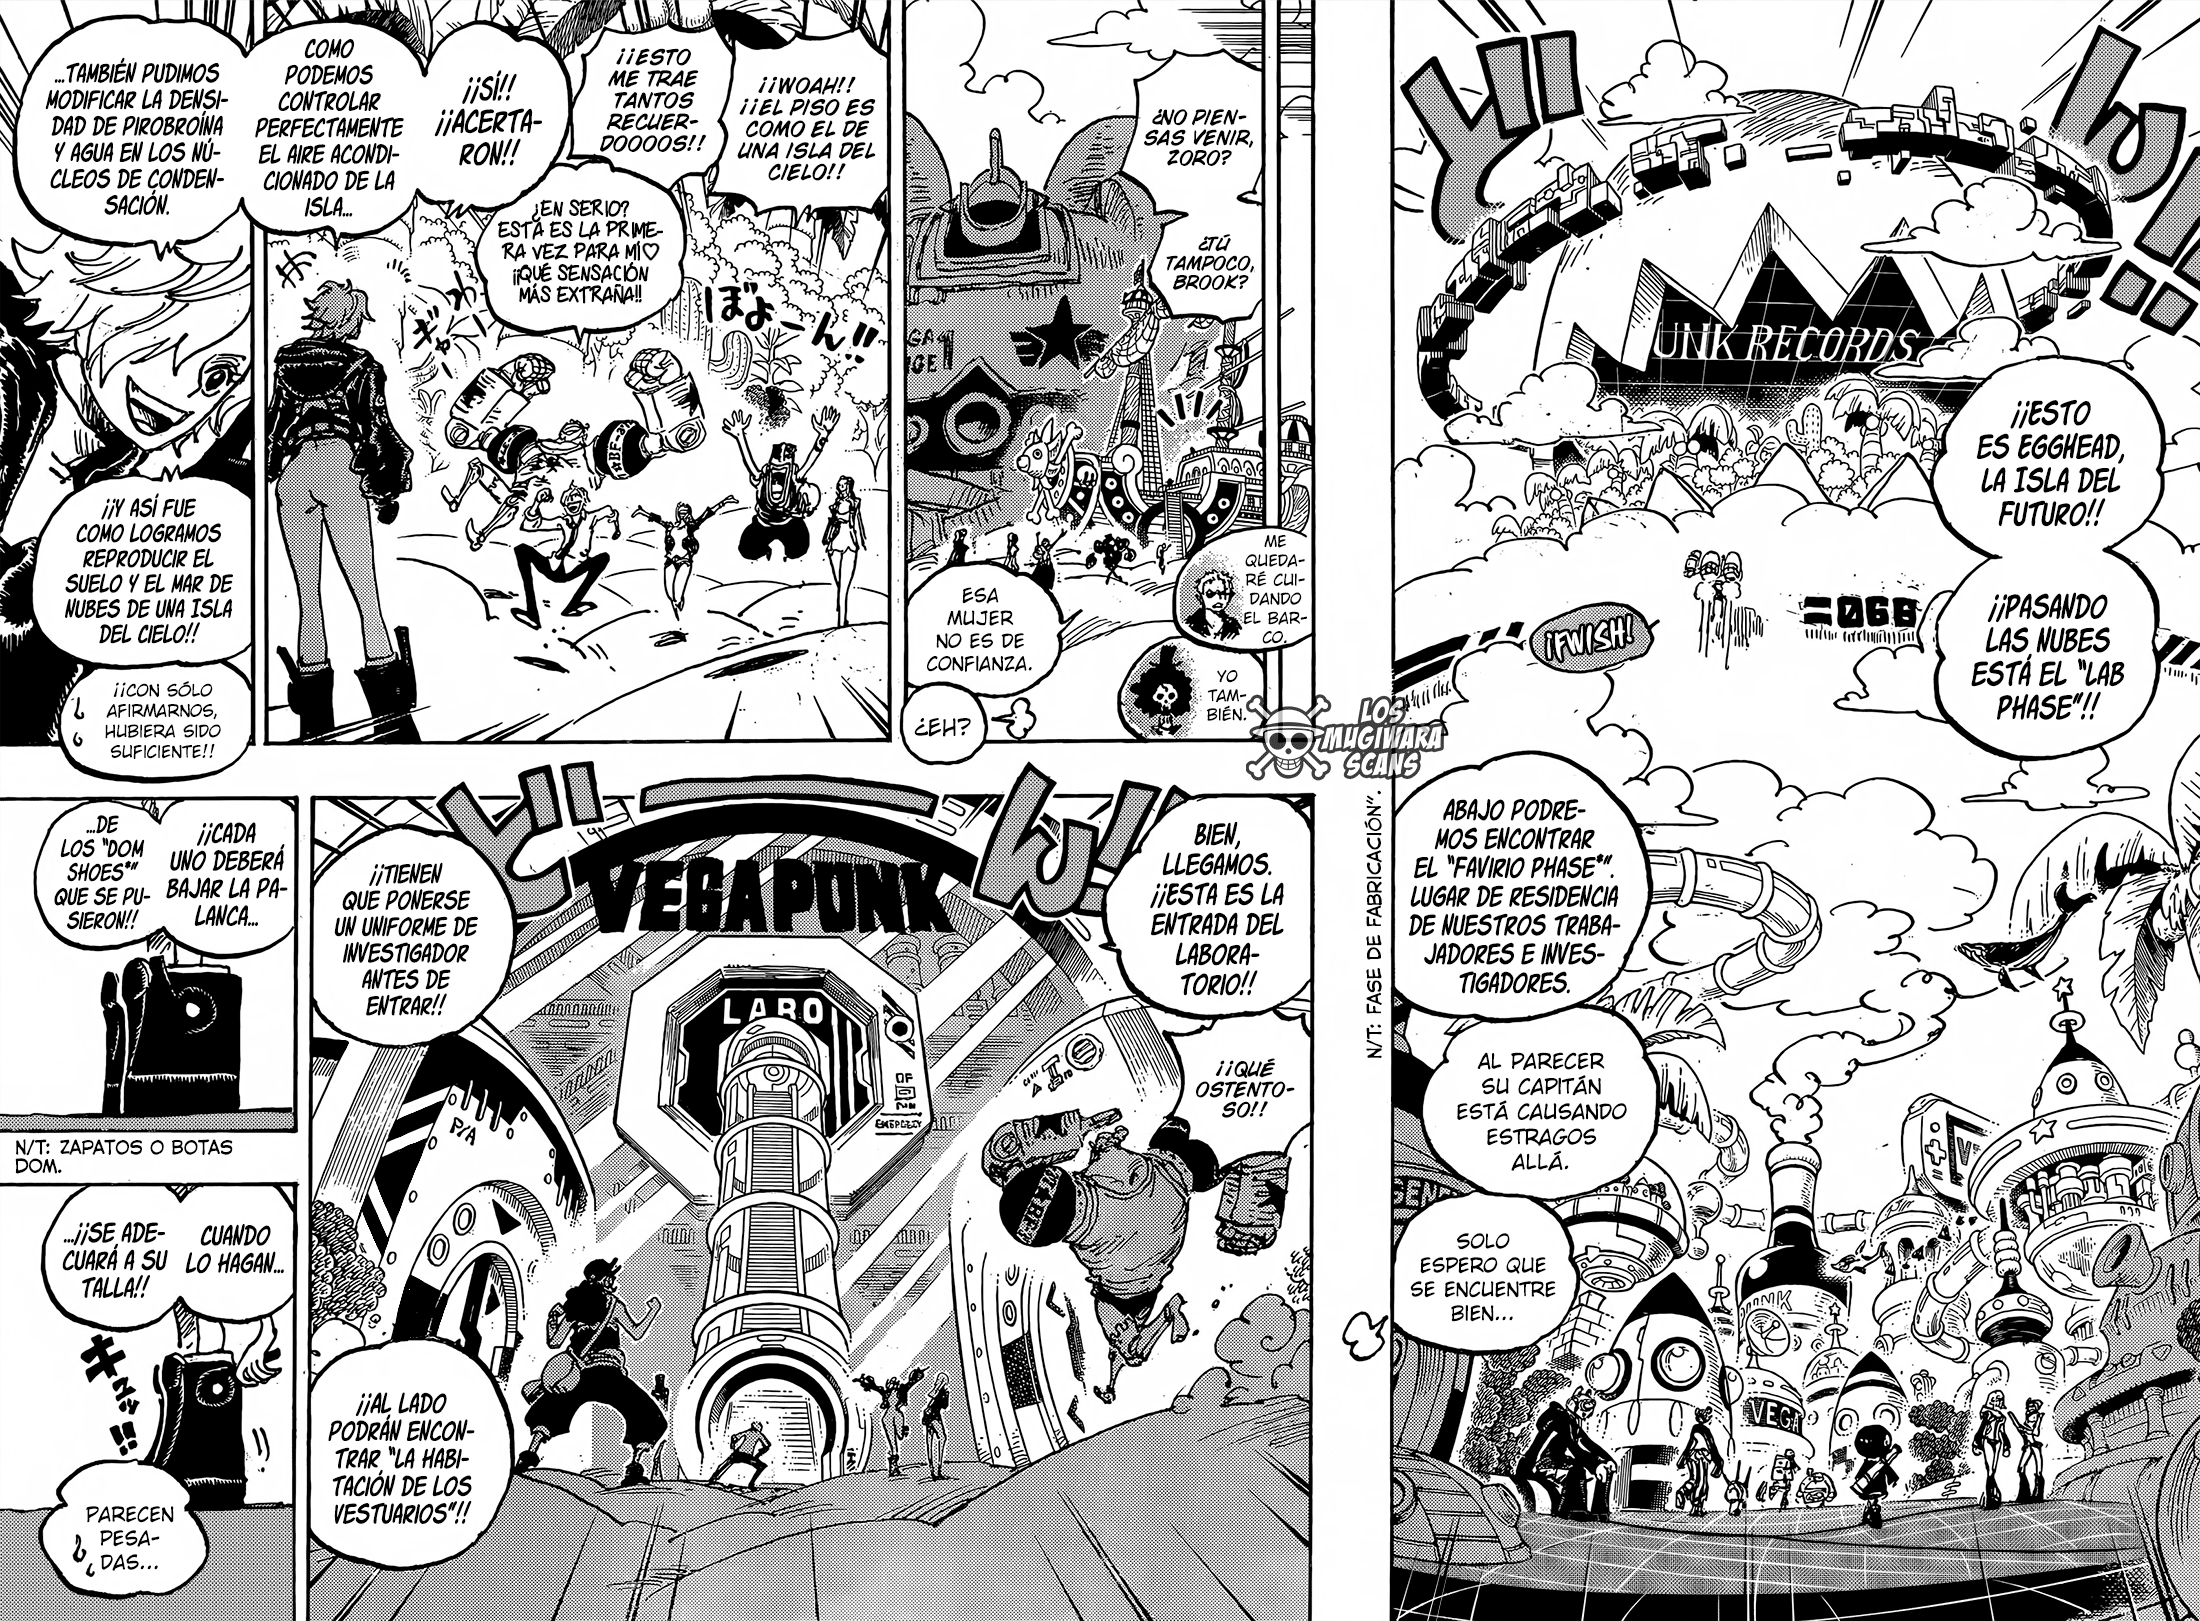 ドン!!
UNK RECORDS
¡¡ESTO
ES EGGHEAD,
LA ISLA DEL
FUTURO!!
¡¡PASANDO
LAS NUBES
ESTÁ EL "LAB
PHASE"!!
=066
¡FWISH!
ABAJO PODRE-
MOS ENCONTRAR
EL "FAVIRIO PHASE*".
LUGAR DE RESIDENCIA
DE NUESTROS TRABA-
JADORES E INVES-
TIGADORES.
AL PARECER
SU CAPITÁN
ESTÁ CAUSANDO
ESTRAGOS
ALLÁ.
SOLO
ESPERO QUE
SE ENCUENTRE
BIEN...
PUNK
VEGA
N/T: FASE DE FABRICACIÓN".
LOS
MUGIWARA
SCANS
¿NO PIEN-
SAS VENIR,
ZORO?
¿TÚ
TAMPOCO,
BROOK?
ME
QUEDA-
RÉ CUI-
DANDO
EL BAR-
CO.
YO
TAM-
BIÉN.
ESA
MUJER
NO ES DE
CONFIANZA.
¿EH?
¡¡WOAH!!
¡¡EL PISO ES
COMO EL DE
UNA ISLA DEL
CIELO!!
¡¡ESTO
ME TRAE
TANTOS
RECUER-
DOOOOS!!
¿EN SERIO?
ESTA ES LA PRIME-
RA VEZ PARA MÍ♡
¡¡QUÉ SENSACIÓN
MÁS EXTRAÑA!!
ぼよーん!!
¡¡SÍ!!
¡¡ACERTA-
RON!!
COMO
PODEMOS
CONTROLAR
PERFECTAMENTE
EL AIRE ACONDI-
CIONADO DE LA
ISLA...
...TAMBIÉN PUDIMOS
MODIFICAR LA DENSI-
DAD DE PIROBROÍNA
Y AGUA EN LOS NÚ-
CLEOS DE CONDEN-
SACIÓN.
¡¡Y ASÍ FUE
COMO LOGRAMOS
REPRODUCIR EL
SUELO Y EL MAR DE
NUBES DE UNA ISLA
DEL CIELO!!
¡¡CON SÓLO
AFIRMARNOS,
HUBIERA SIDO
SUFICIENTE!!
ドーン!
BIEN,
LLEGAMOS.
¡¡ESTA ES LA
ENTRADA DEL
LABORA-
TORIO!!
¡¡QUÉ
OSTENTO-
SO!!
VEGAPUNK
LABO
P/A
¡¡TIENEN
QUE PONERSE
UN UNIFORME DE
INVESTIGADOR
ANTES DE
ENTRAR!!
¡¡AL LADO
PODRÁN ENCON-
TRAR "LA HABI-
TACIÓN DE LOS
VESTUARIOS"!!
¡¡CADA
UNO DEBERÁ
BAJAR LA PA-
LANCA...
...DE
LOS "DOM
SHOES*"
QUE SE PU-
SIERON!!
N/T: ZAPATOS O BOTAS
DOM.
CUANDO
LO HAGAN...
...¡¡SE ADE-
CUARÁ A SU
TALLA!!
キュッ!!
PARECEN
PESA-
DAS...